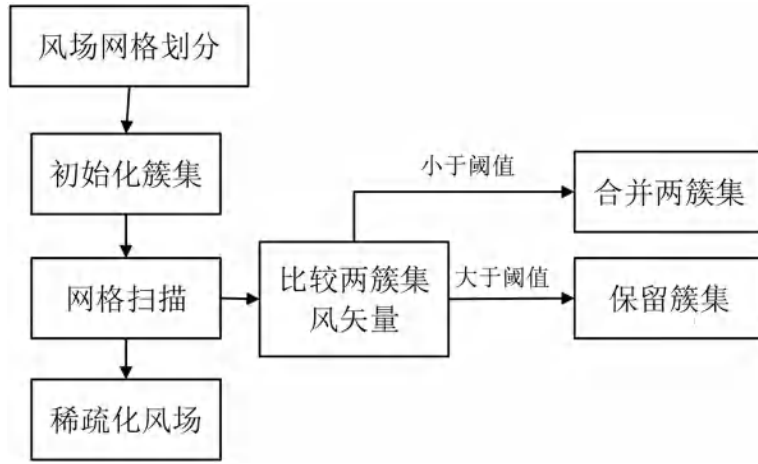 风场网格划分
初始化簇集
小于阈值
合并两簇集
网格扫描
比较两簇集
风矢量
大于阈值
保留簇集
稀疏化风场